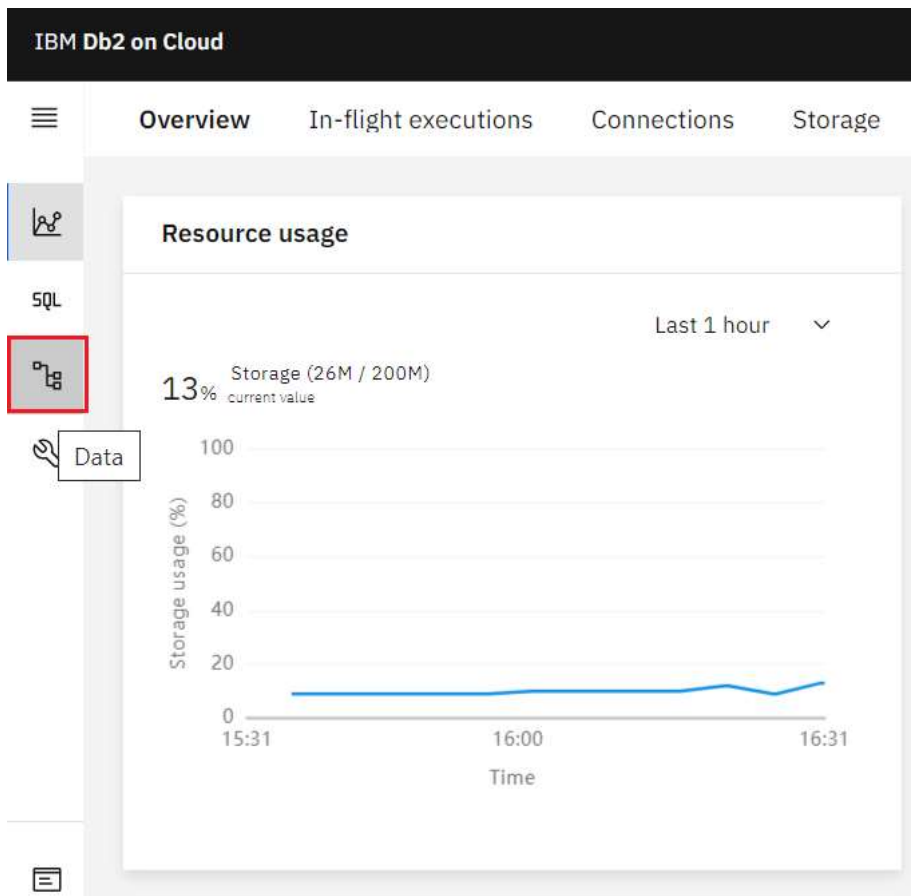 IBM Db2 on Cloud
Overview In-flight executions Connections Storage
Resource usage
SQL
Last 1 hour
13% Storage (26M / 200M)
current value
Data
100
80
60
40
20
0
Storage usage (%)
15:31 16:00 16:31
Time